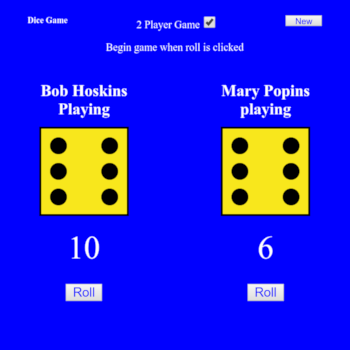 Dice Game
2 Player Game
New
Begin game when roll is clicked
Bob Hoskins
Playing
Mary Popins
playing
10
6
Roll
Roll